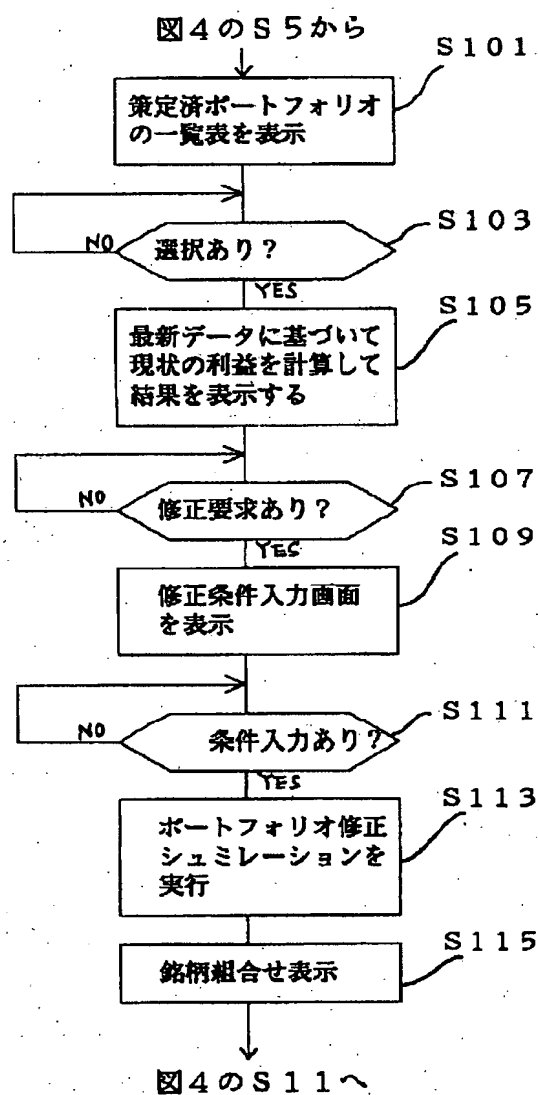 図4のS5から
S101
策定済ポートフォリオ
の一覧表を表示
S103
NO
選択あり?
YES
S105
最新データに基づいて
現状の利益を計算して
結果を表示する
S107
NO
修正要求あり?
YES
S109
修正条件入力画面
を表示
S111
NO
条件入力あり?
YES
S113
ポートフォリオ修正
シュミレーションを
実行
S115
銘柄組合せ表示
図4のS11へ